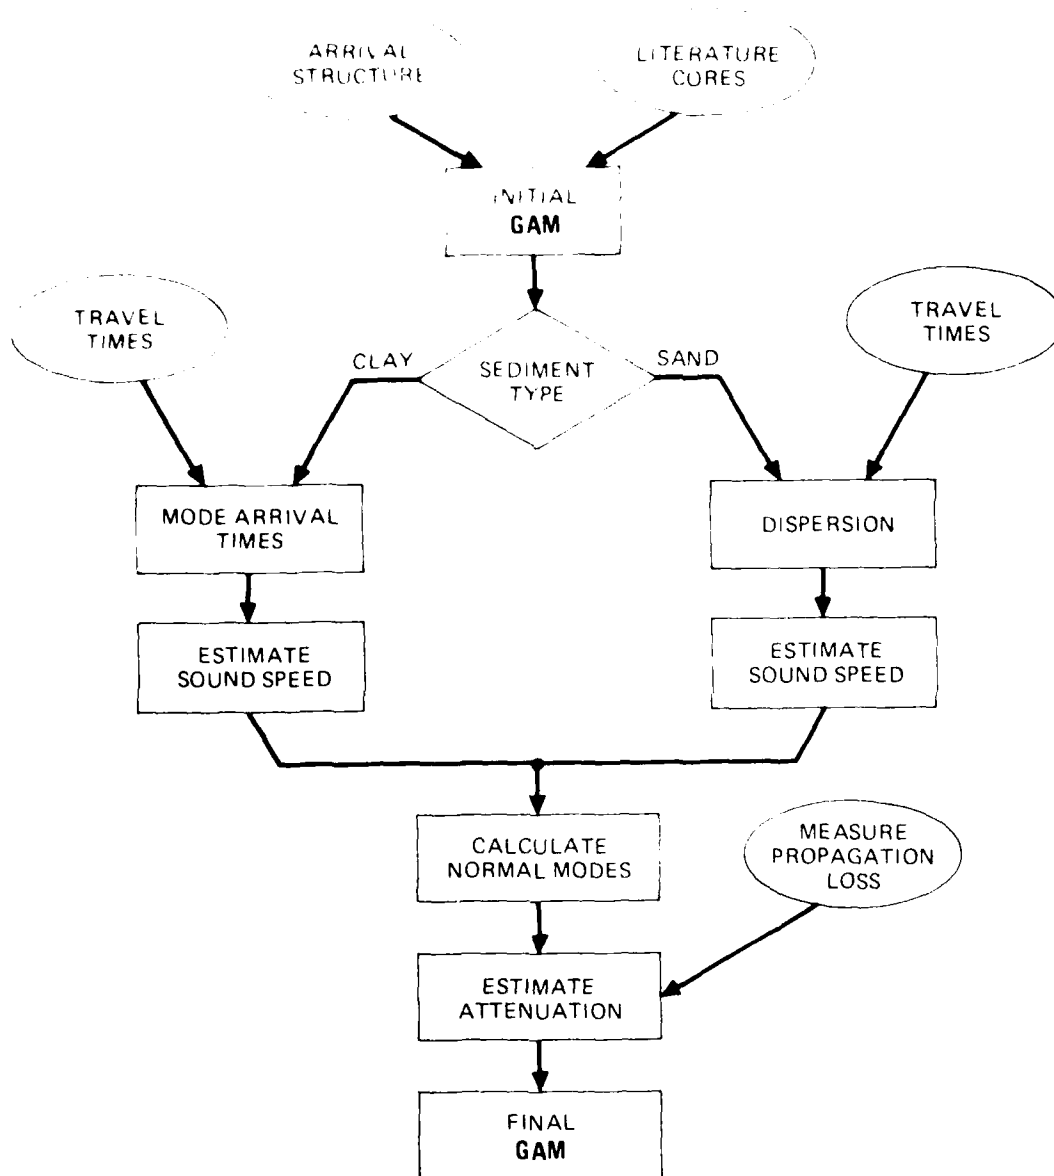 ARRIVAL
STRUCTURE
LITERATURE
CORES
INITIAL
GAM
TRAVEL
TIMES
TRAVEL
TIMES
CLAY
SEDIMENT
TYPE
SAND
MODE ARRIVAL
TIMES
DISPERSION
ESTIMATE
SOUND SPEED
ESTIMATE
SOUND SPEED
CALCULATE
NORMAL MODES
MEASURE
PROPAGATION
LOSS
ESTIMATE
ATTENUATION
FINAL
GAM